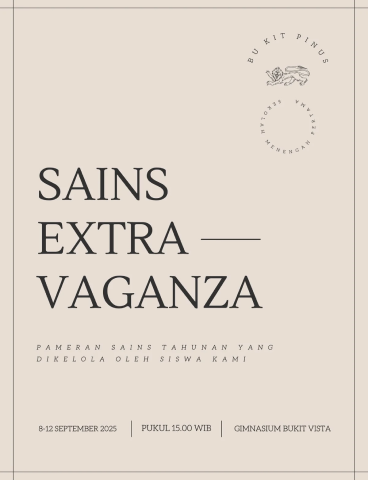 BUKIT PINUS
SEKOLAH MENENGAH PERTAMA
SAINS
EXTRA —
VAGANZA
PAMERAN SAINS TAHUNAN YANG
DIKELOLA OLEH SISWA KAMI
8-12 SEPTEMBER 2025 | PUKUL 15.00 WIB | GIMNASIUM BUKIT VISTA